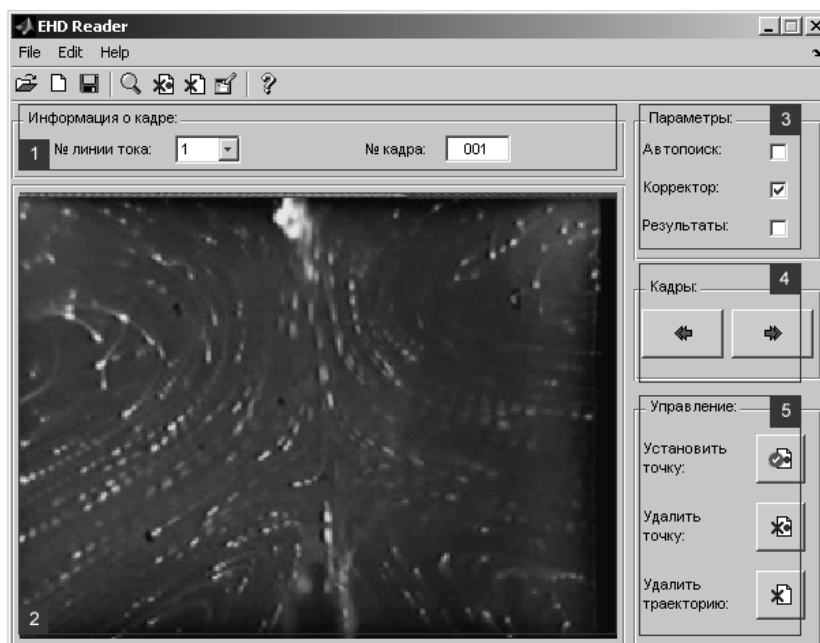 EHD Reader
File Edit Help
Информация о кадре:
1 № линии тока: 1 № кадра: 001
2
Параметры: 3
Автопоиск:
Корректор:
Результаты:
Кадры: 4
Управление: 5
Установить
точку:
Удалить
точку:
Удалить
траекторию: